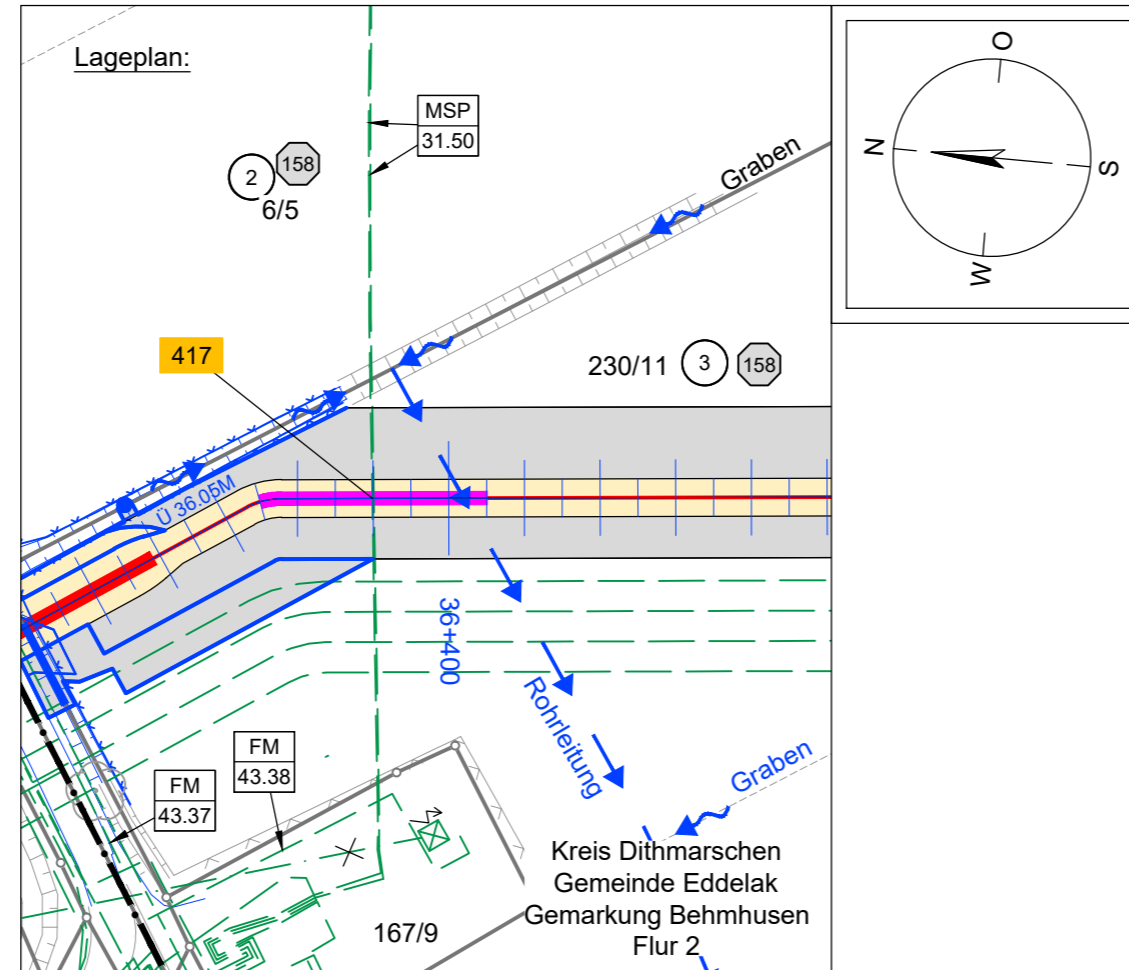 Lageplan:
MSP
31.50
2
158
6/5
Graben
O
N
S
W
417
230/11
3
158
Ü 36.05M
36+400
Rohrleitung
FM
43.38
FM
43.37
Graben
Kreis Dithmarschen
Gemeinde Eddelak
Gemarkung Behmhusen
Flur 2
167/9